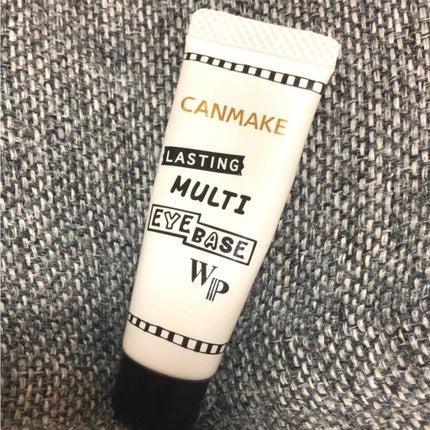 CANMAKE
LASTING
MULTI
EYE BASE
WP